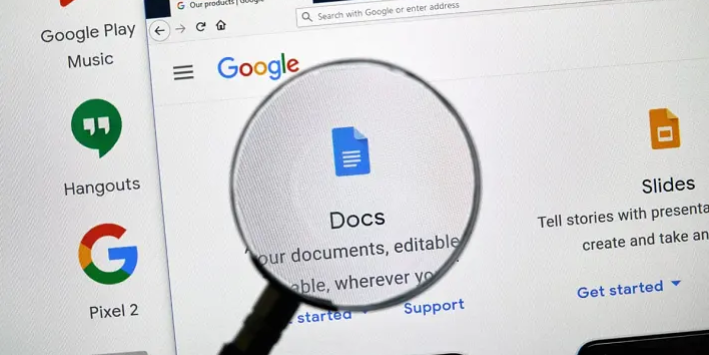 Google Play
Music
Hangouts
Pixel 2
G Our products | Google
Search with Google or enter address
Google
Docs
our documents, editable
able, wherever yo
started
Support
Slides
Tell stories with presenta
create and take an
Get started